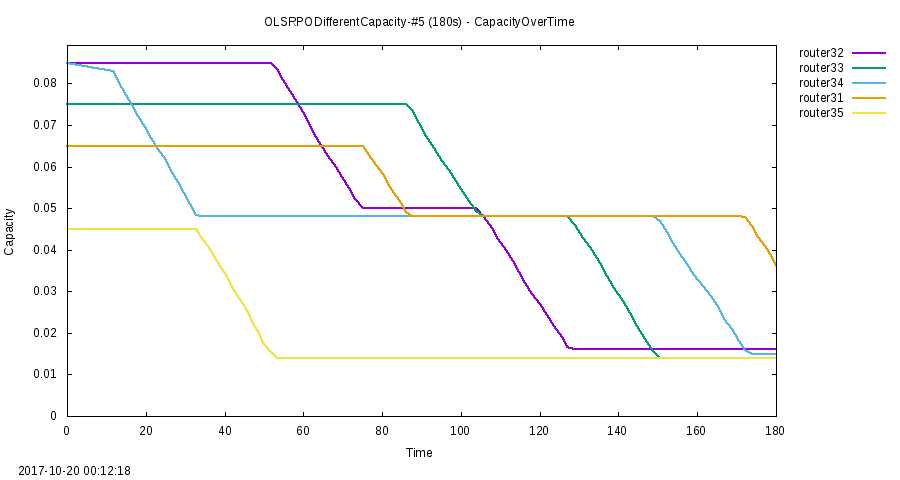 OLSRPODifferentCapacity-#5 (180s) - CapacityOverTime
router32
router33
router34
router31
router35
0.08
0.07
0.06
0.05
0.04
0.03
0.02
0.01
0
Capacity
0 20 40 60 80 100 120 140 160 180
Time
2017-10-20 00:12:18